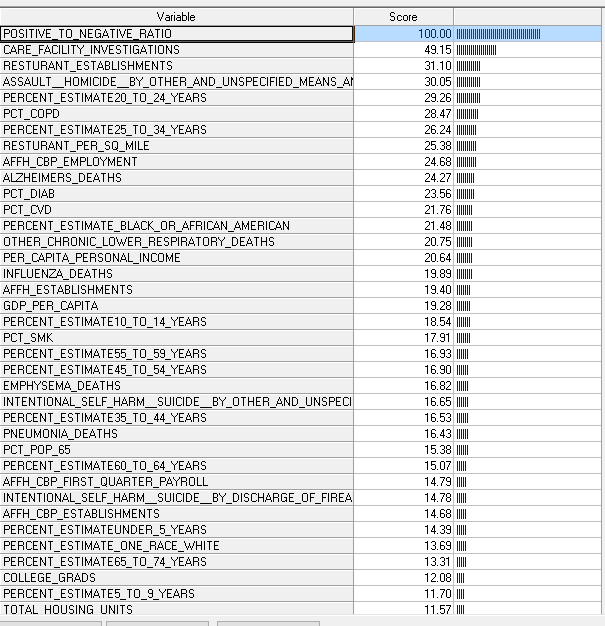 Variable Score
POSITIVE_TO_NEGATIVE_RATIO 100.00
CARE_FACILITY_INVESTIGATIONS 49.15
RESTURANT_ESTABLISHMENTS 31.10
ASSAULT__HOMICIDE__BY_OTHER_AND_UNSPECIFIED_MEANS_AN 30.05
PERCENT_ESTIMATE20_TO_24_YEARS 29.26
PCT_COPD 28.47
PERCENT_ESTIMATE25_TO_34_YEARS 26.24
RESTURANT_PER_SQ_MILE 25.38
AFFH_CBP_EMPLOYMENT 24.68
ALZHEIMERS_DEATHS 24.27
PCT_DIAB 23.56
PCT_CVD 21.76
PERCENT_ESTIMATE_BLACK_OR_AFRICAN_AMERICAN 21.48
OTHER_CHRONIC_LOWER_RESPIRATORY_DEATHS 20.75
PER_CAPITA_PERSONAL_INCOME 20.64
INFLUENZA_DEATHS 19.89
AFFH_ESTABLISHMENTS 19.40
GDP_PER_CAPITA 19.28
PERCENT_ESTIMATE10_TO_14_YEARS 18.54
PCT_SMK 17.91
PERCENT_ESTIMATE55_TO_59_YEARS 16.93
PERCENT_ESTIMATE45_TO_54_YEARS 16.90
EMPHYSEMA_DEATHS 16.82
INTENTIONAL_SELF_HARM__SUICIDE__BY_OTHER_AND_UNSPECI 16.65
PERCENT_ESTIMATE35_TO_44_YEARS 16.53
PNEUMONIA_DEATHS 16.43
PCT_POP_65 15.38
PERCENT_ESTIMATE60_TO_64_YEARS 15.07
AFFH_CBP_FIRST_QUARTER_PAYROLL 14.79
INTENTIONAL_SELF_HARM__SUICIDE__BY_DISCHARGE_OF_FIREA 14.78
AFFH_CBP_ESTABLISHMENTS 14.68
PERCENT_ESTIMATEUNDER_5_YEARS 14.39
PERCENT_ESTIMATE_ONE_RACE_WHITE 13.69
PERCENT_ESTIMATE65_TO_74_YEARS 13.31
COLLEGE_GRADS 12.08
PERCENT_ESTIMATE5_TO_9_YEARS 11.70
TOTAL_HOUSING_UNITS 11.57